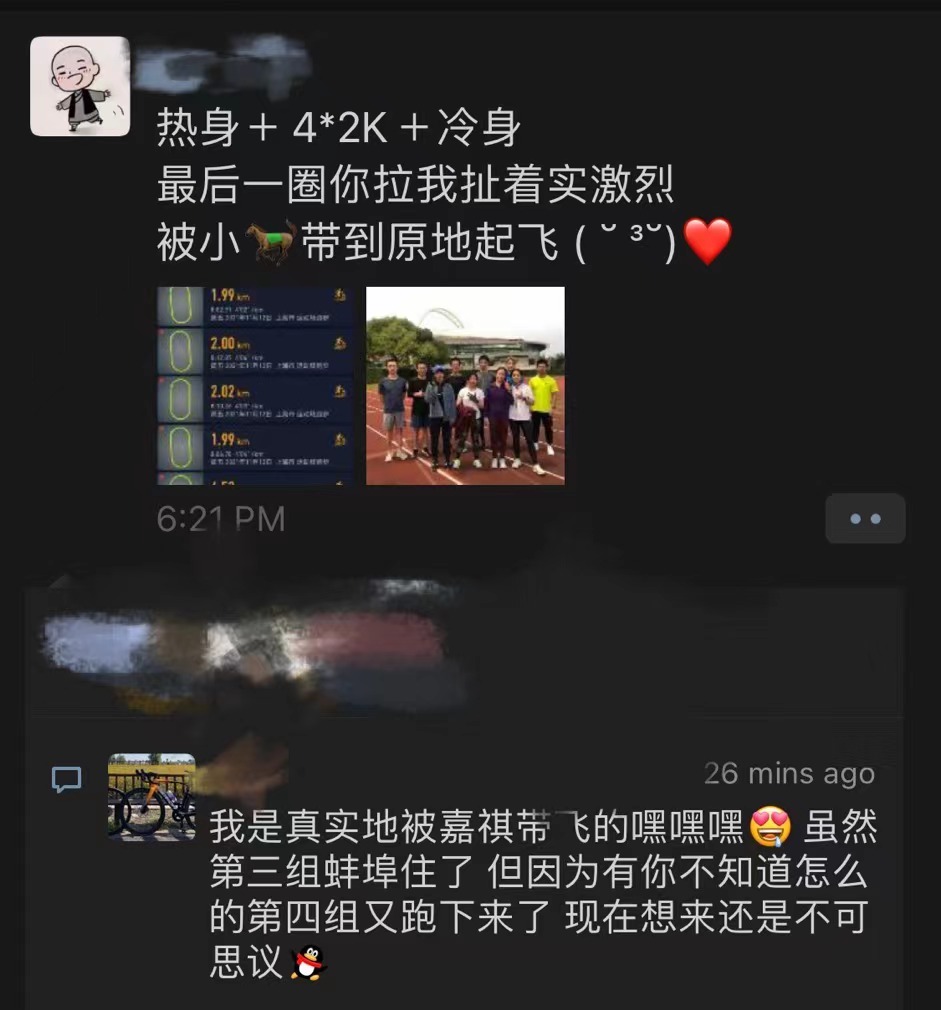 热身＋ 4*2K ＋冷身
最后一圈你拉我扯着实激烈
被小🐎带到原地起飞 ( ˘ ³˘)❤️
1.99 km
2.00 km
2.02 km
1.99 km
6:21 PM
26 mins ago
我是真实地被嘉祺带飞的嘿嘿嘿🤩 虽然
第三组蚌埠住了 但因为有你不知道怎么
的第四组又跑下来了 现在想来还是不可
思议🐧